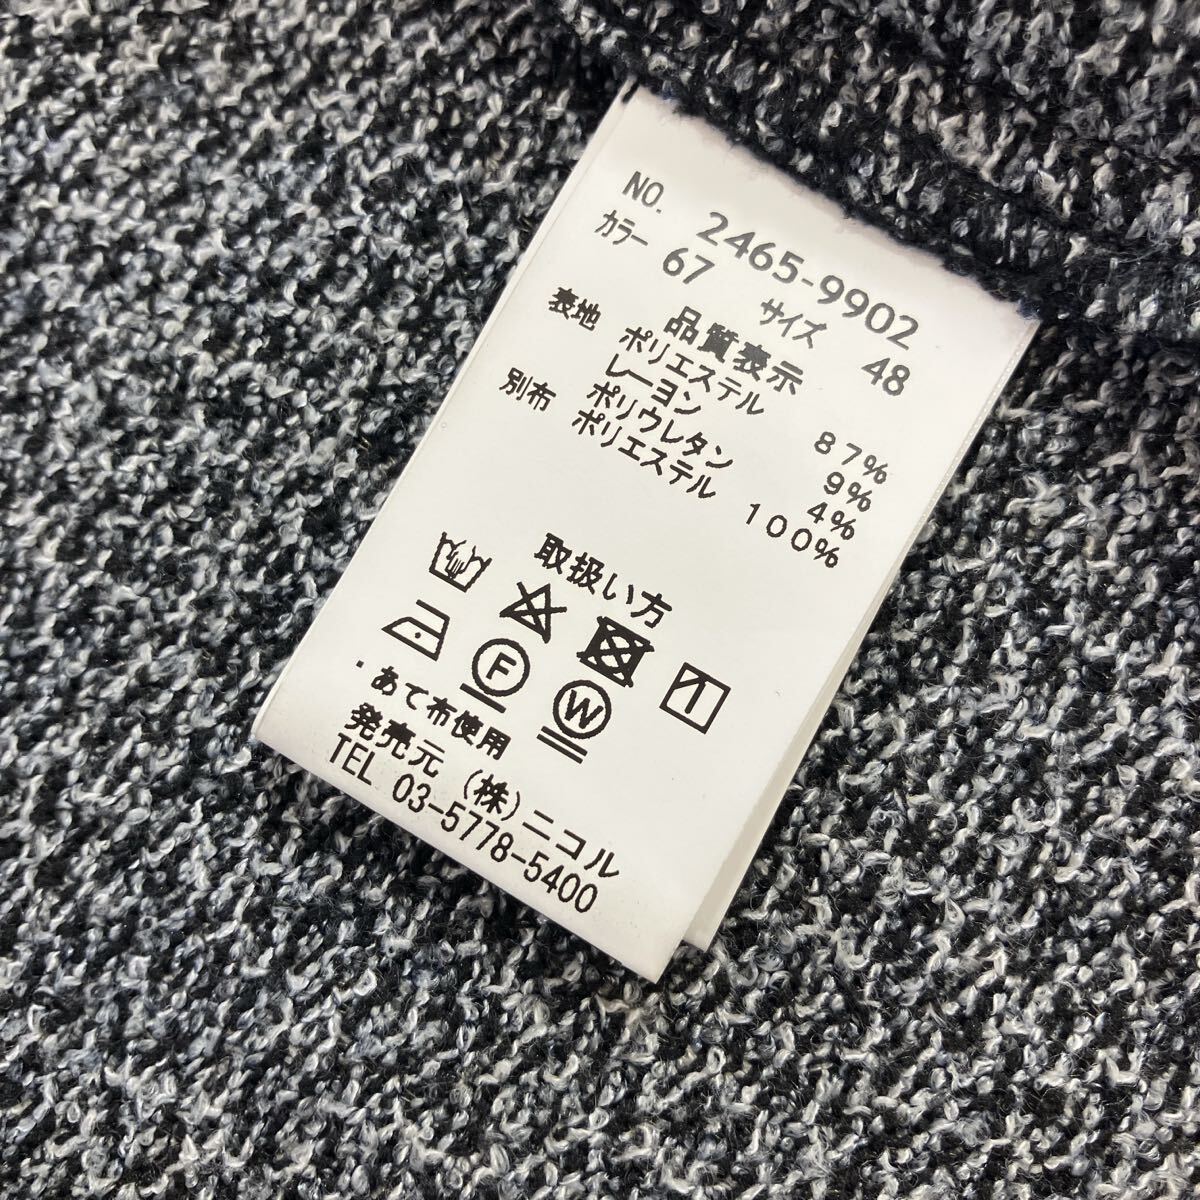 NO. 2465-9902
カラー 67 サイズ 48
品質表示
表地 ポリエステル 87%
レーヨン 9%
ポリウレタン 4%
別布 ポリエステル 100%
取扱い方
F W
・あて布使用
発売元 (株)ニコル
TEL 03-5778-5400